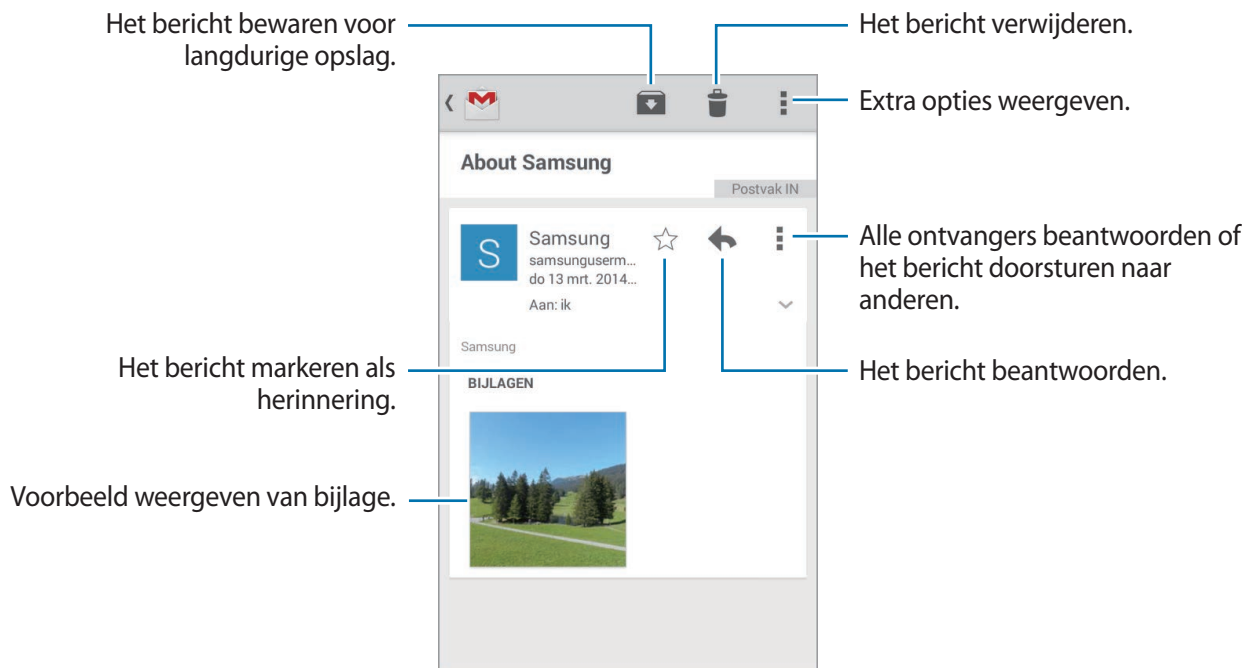 Het bericht bewaren voor
langdurige opslag.
Het bericht verwijderen.
Extra opties weergeven.
About Samsung
Postvak IN
S
Samsung
samsunguserm...
do 13 mrt. 2014...
Aan: ik
Alle ontvangers beantwoorden of
het bericht doorsturen naar
anderen.
Samsung
Het bericht markeren als
herinnering.
Het bericht beantwoorden.
BIJLAGEN
Voorbeeld weergeven van bijlage.